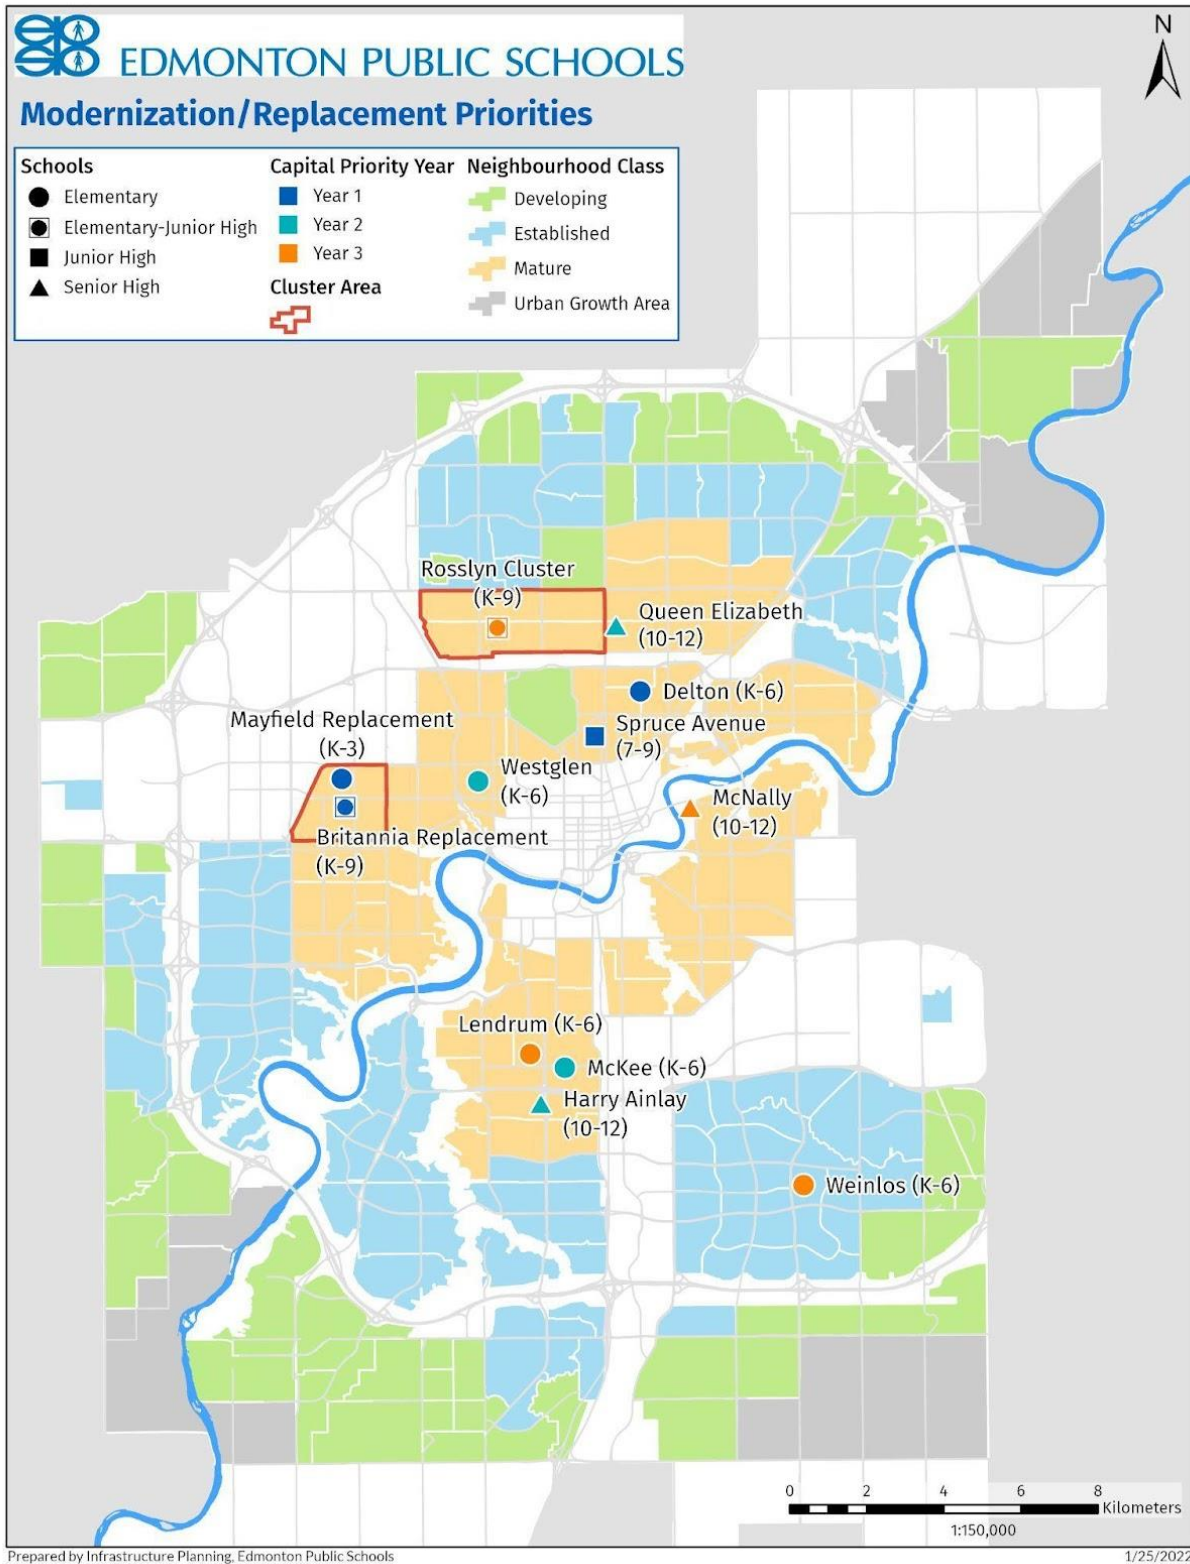 EDMONTON PUBLIC SCHOOLS
N
Modernization/Replacement Priorities
Schools
Elementary
Elementary-Junior High
Junior High
Senior High
Capital Priority Year
Year 1
Year 2
Year 3
Cluster Area
Neighbourhood Class
Developing
Established
Mature
Urban Growth Area
Rosslyn Cluster
(K-9)
Queen Elizabeth
(10-12)
Delton (K-6)
Mayfield Replacement
(K-3)
Spruce Avenue
(7-9)
Westglen
(K-6)
McNally
(10-12)
Britannia Replacement
(K-9)
Lendrum (K-6)
McKee (K-6)
Harry Ainlay
(10-12)
Weinlos (K-6)
0 2 4 6 8
Kilometers
1:150,000
Prepared by Infrastructure Planning, Edmonton Public Schools
1/25/2022